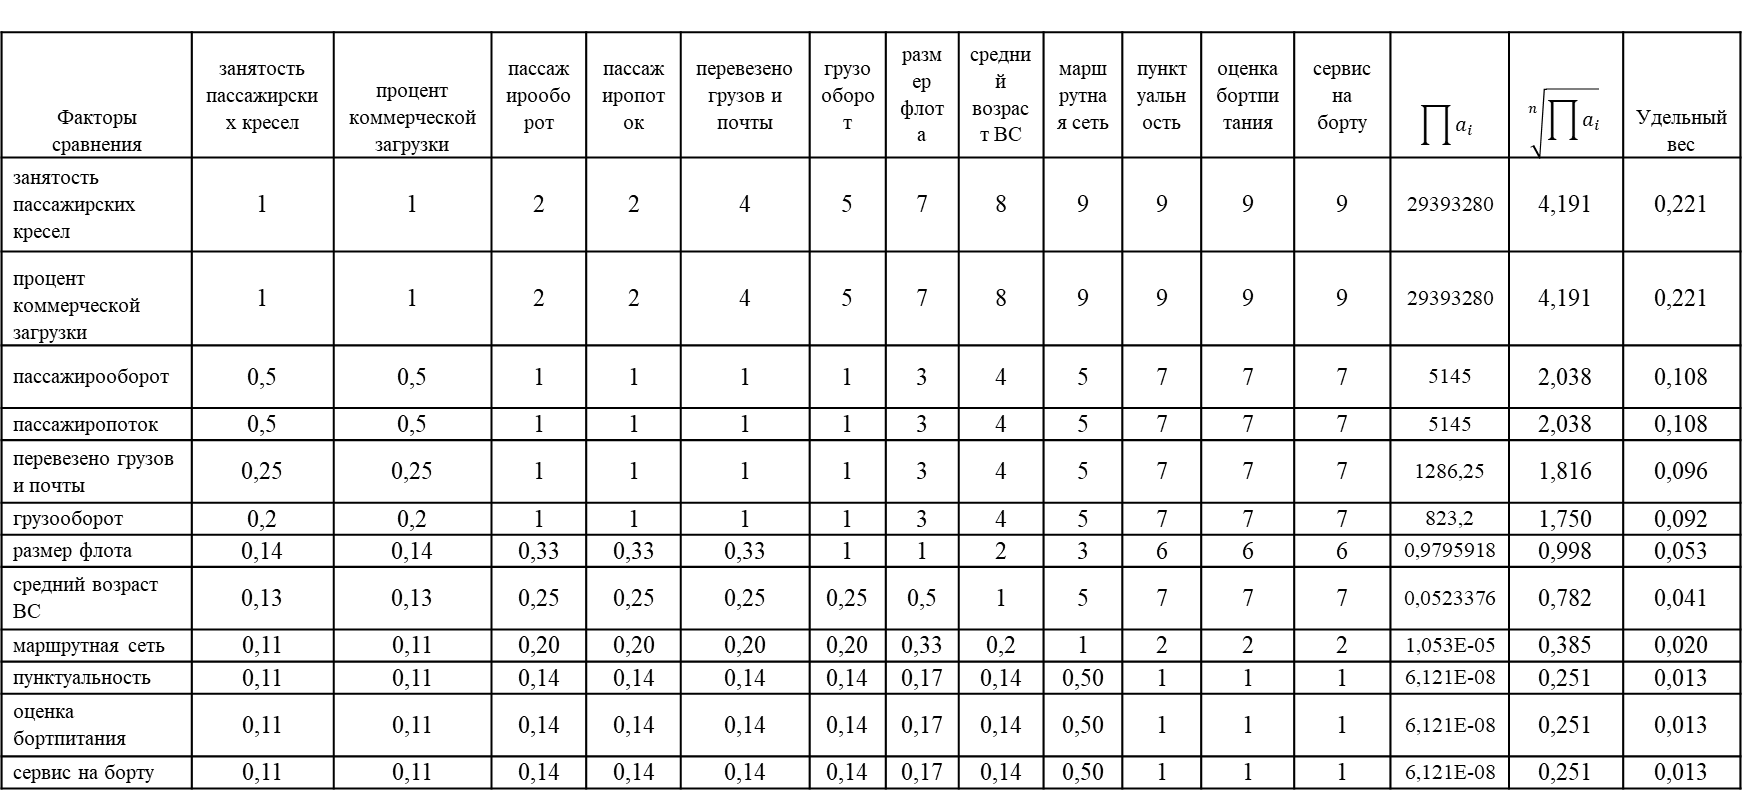 Факторы сравнения | занятость пассажирских кресел | процент коммерческой загрузки | пассажирооборот | пассажиропоток | перевезено грузов и почты | грузооборот | размер флота | средний возраст ВС | маршрутная сеть | пунктуальность | оценка бортпитания | сервис на борту | ∏ aᵢ | ⁿ√∏ aᵢ | Удельный вес
занятость пассажирских кресел | 1 | 1 | 2 | 2 | 4 | 5 | 7 | 8 | 9 | 9 | 9 | 9 | 29393280 | 4,191 | 0,221
процент коммерческой загрузки | 1 | 1 | 2 | 2 | 4 | 5 | 7 | 8 | 9 | 9 | 9 | 9 | 29393280 | 4,191 | 0,221
пассажирооборот | 0,5 | 0,5 | 1 | 1 | 1 | 1 | 3 | 4 | 5 | 7 | 7 | 7 | 5145 | 2,038 | 0,108
пассажиропоток | 0,5 | 0,5 | 1 | 1 | 1 | 1 | 3 | 4 | 5 | 7 | 7 | 7 | 5145 | 2,038 | 0,108
перевезено грузов и почты | 0,25 | 0,25 | 1 | 1 | 1 | 1 | 3 | 4 | 5 | 7 | 7 | 7 | 1286,25 | 1,816 | 0,096
грузооборот | 0,2 | 0,2 | 1 | 1 | 1 | 1 | 3 | 4 | 5 | 7 | 7 | 7 | 823,2 | 1,750 | 0,092
размер флота | 0,14 | 0,14 | 0,33 | 0,33 | 0,33 | 1 | 1 | 2 | 3 | 6 | 6 | 6 | 0,9795918 | 0,998 | 0,053
средний возраст ВС | 0,13 | 0,13 | 0,25 | 0,25 | 0,25 | 0,25 | 0,5 | 1 | 5 | 7 | 7 | 7 | 0,0523376 | 0,782 | 0,041
маршрутная сеть | 0,11 | 0,11 | 0,20 | 0,20 | 0,20 | 0,20 | 0,33 | 0,2 | 1 | 2 | 2 | 2 | 1,053E-05 | 0,385 | 0,020
пунктуальность | 0,11 | 0,11 | 0,14 | 0,14 | 0,14 | 0,14 | 0,17 | 0,14 | 0,50 | 1 | 1 | 1 | 6,121E-08 | 0,251 | 0,013
оценка бортпитания | 0,11 | 0,11 | 0,14 | 0,14 | 0,14 | 0,14 | 0,17 | 0,14 | 0,50 | 1 | 1 | 1 | 6,121E-08 | 0,251 | 0,013
сервис на борту | 0,11 | 0,11 | 0,14 | 0,14 | 0,14 | 0,14 | 0,17 | 0,14 | 0,50 | 1 | 1 | 1 | 6,121E-08 | 0,251 | 0,013